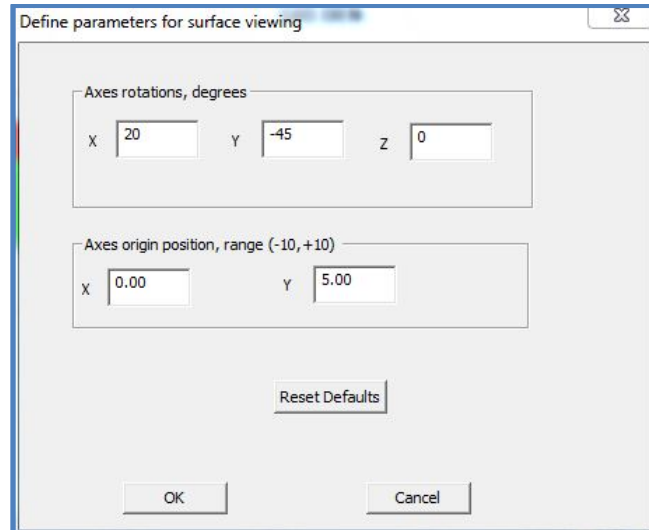 Define parameters for surface viewing
Axes rotations, degrees
X 20 Y -45 Z 0
Axes origin position, range (-10,+10)
X 0.00 Y 5.00
Reset Defaults
OK Cancel